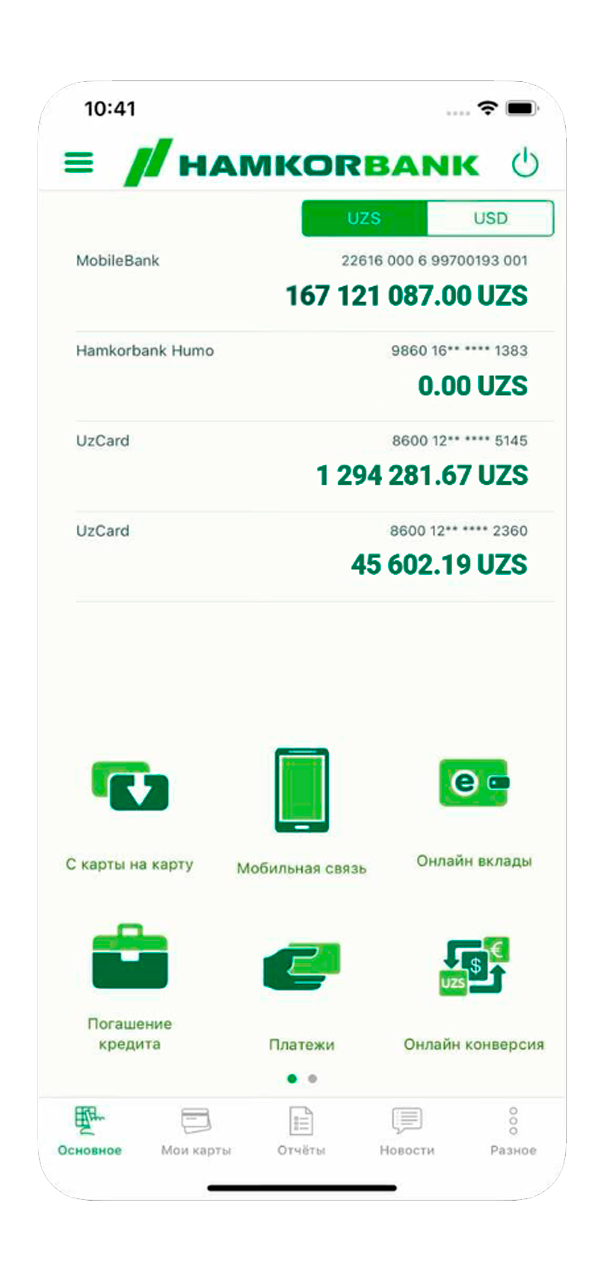 10:41
HAMKORBANK
UZS USD
MobileBank 22616 000 6 99700193 001
167 121 087.00 UZS
Hamkorbank Humo 9860 16** **** 1383
0.00 UZS
UzCard 8600 12** **** 5145
1 294 281.67 UZS
UzCard 8600 12** **** 2360
45 602.19 UZS
e
С карты на карту Мобильная связь Онлайн вклады
€
$
UZS
Погашение
кредита Платежи Онлайн конверсия
Основное Мои карты Отчёты Новости Разное